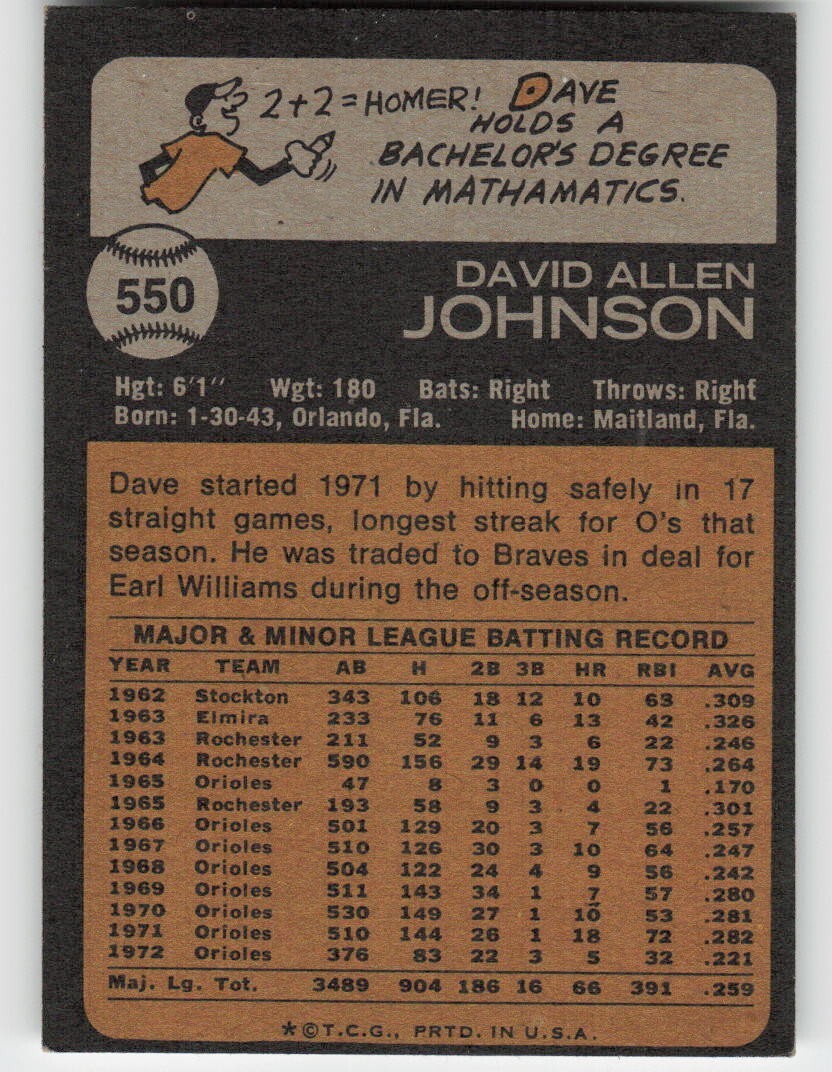 2+2=HOMER! DAVE
HOLDS A
BACHELOR'S DEGREE
IN MATHAMATICS.
550
DAVID ALLEN
JOHNSON
Hgt: 6'1" Wgt: 180 Bats: Right Throws: Right
Born: 1-30-43, Orlando, Fla. Home: Maitland, Fla.
Dave started 1971 by hitting safely in 17
straight games, longest streak for O's that
season. He was traded to Braves in deal for
Earl Williams during the off-season.
MAJOR & MINOR LEAGUE BATTING RECORD
YEAR TEAM AB H 2B 3B HR RBI AVG
1962 Stockton 343 106 18 12 10 63 .309
1963 Elmira 233 76 11 6 13 42 .326
1963 Rochester 211 52 9 3 6 22 .246
1964 Rochester 590 156 29 14 19 73 .264
1965 Orioles 47 8 3 0 0 1 .170
1965 Rochester 193 58 9 3 4 22 .301
1966 Orioles 501 129 20 3 7 56 .257
1967 Orioles 510 126 30 3 10 64 .247
1968 Orioles 504 122 24 4 9 56 .242
1969 Orioles 511 143 34 1 7 57 .280
1970 Orioles 530 149 27 1 10 53 .281
1971 Orioles 510 144 26 1 18 72 .282
1972 Orioles 376 83 22 3 5 32 .221
Maj. Lg. Tot. 3489 904 186 16 66 391 .259
*©T.C.G., PRTD. IN U.S.A.